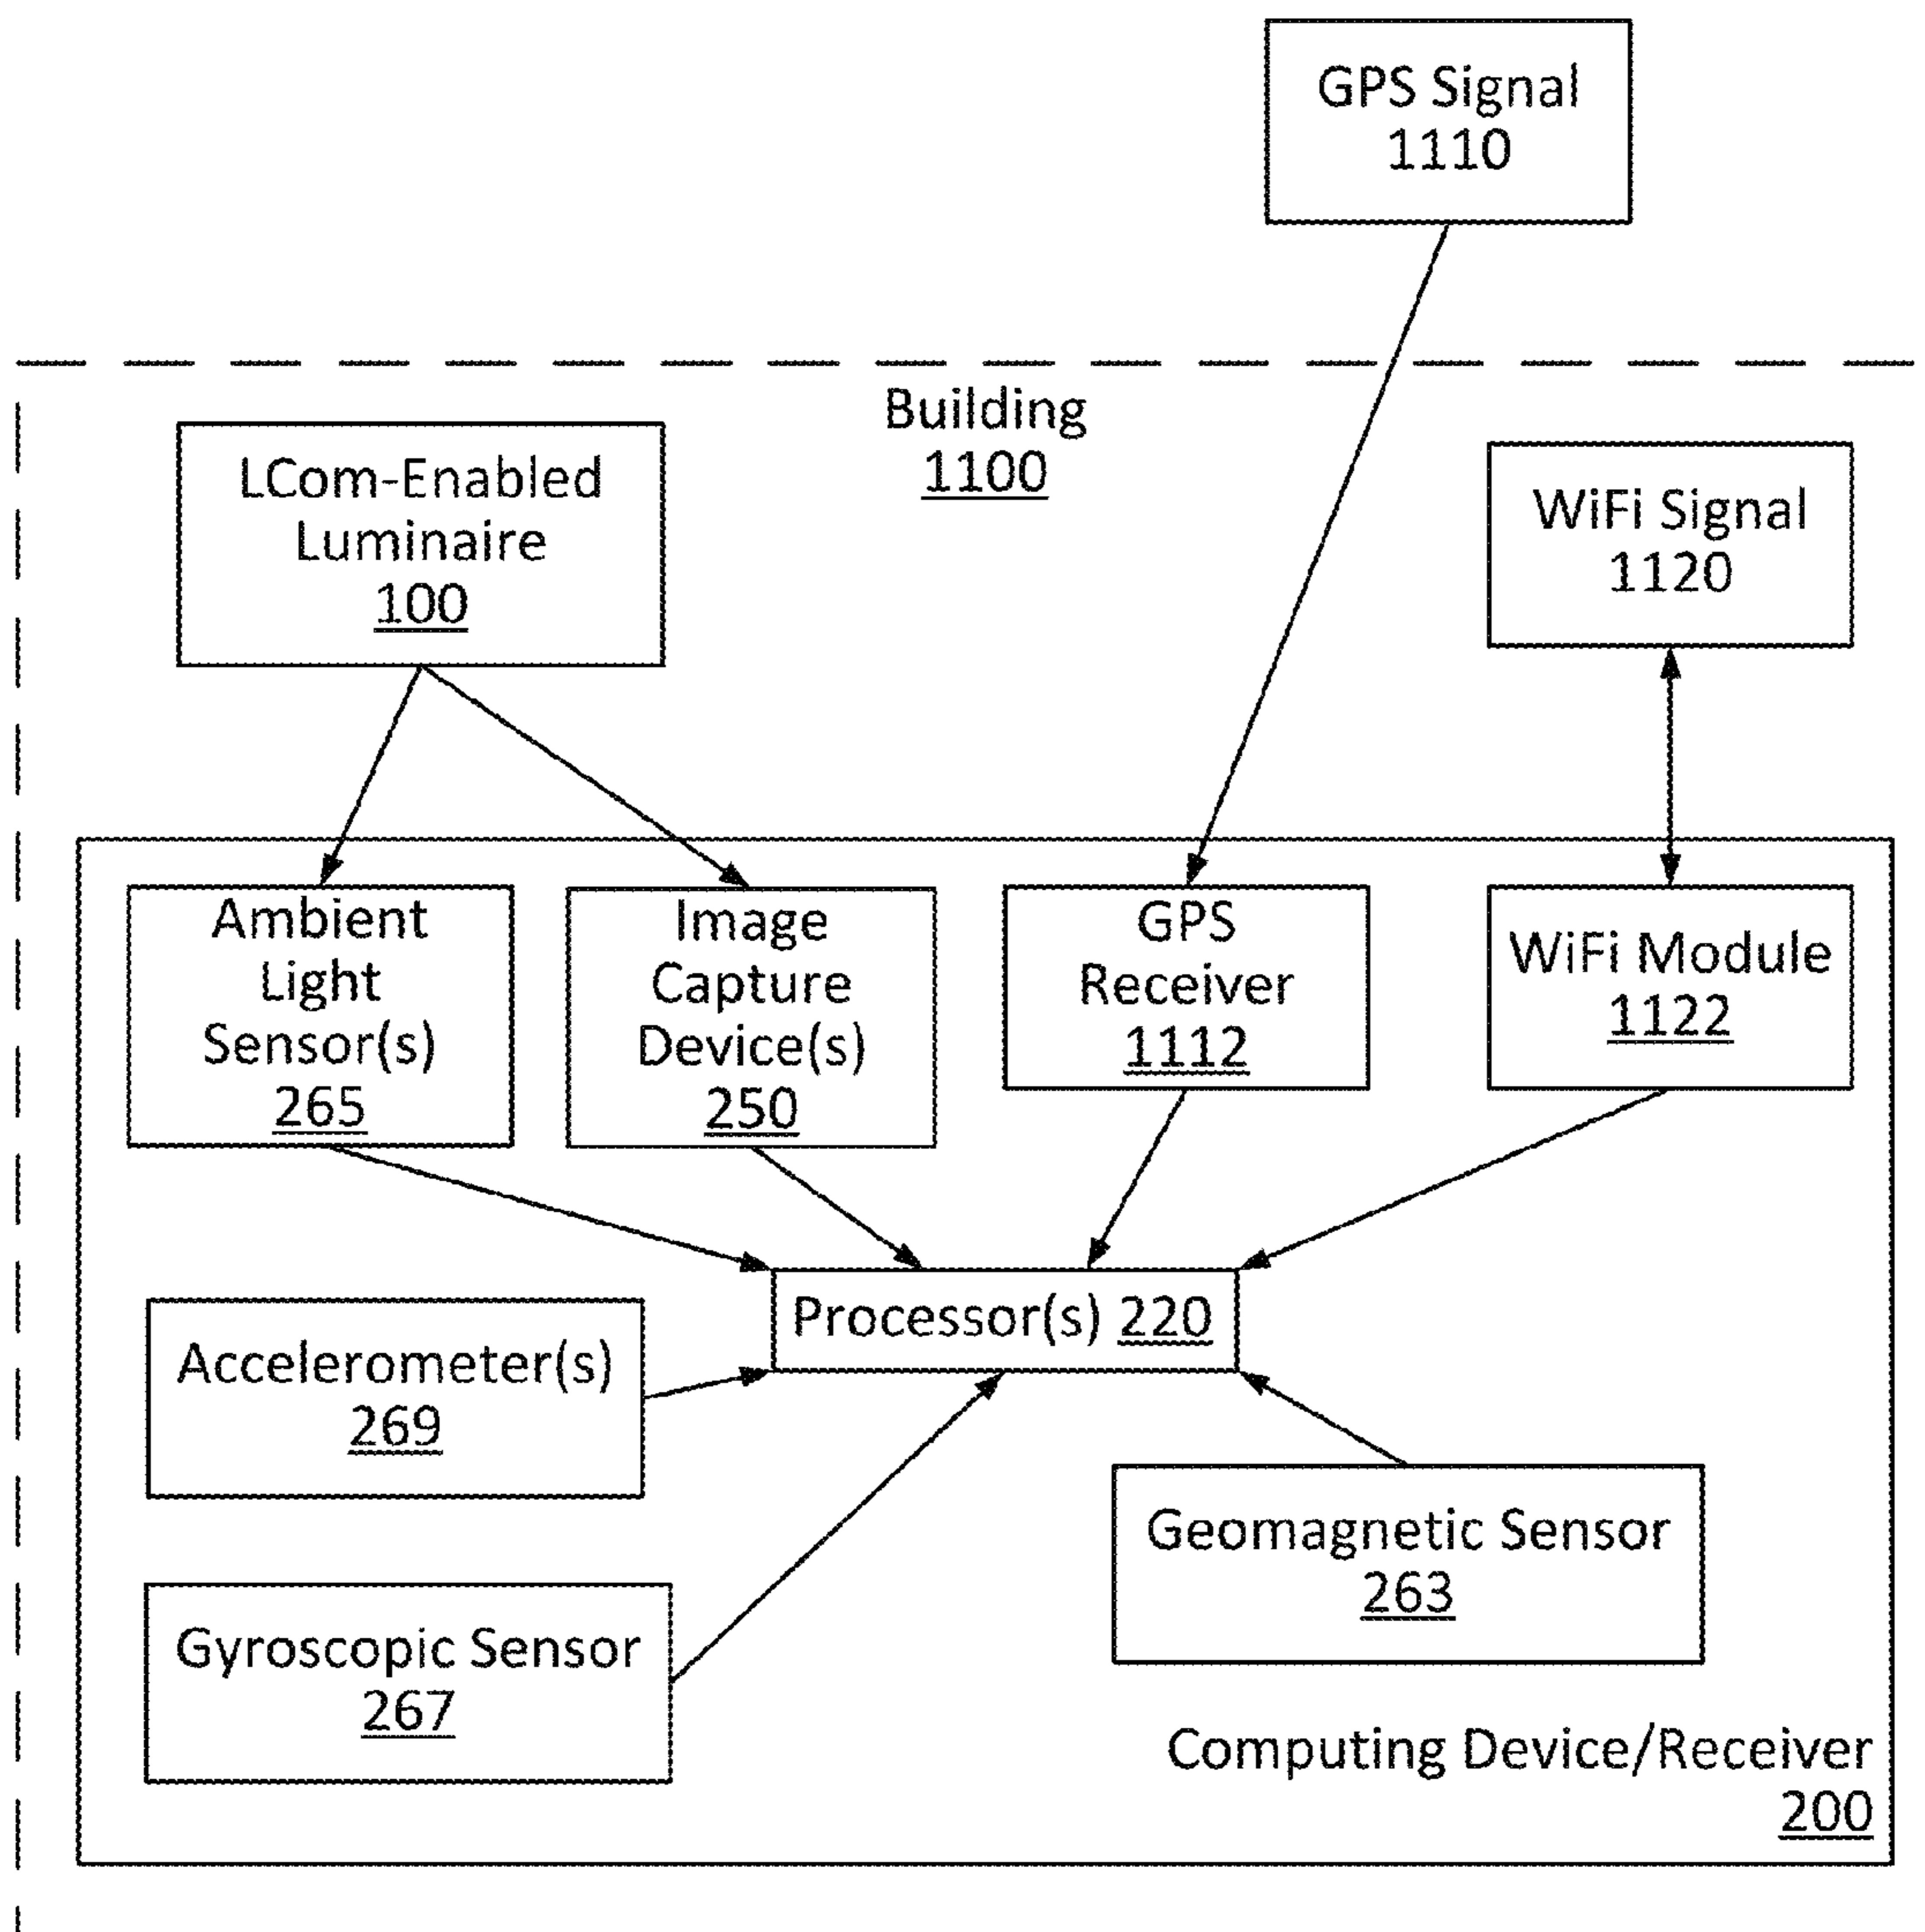 GPS Signal
1110
Building
1100
LCom-Enabled
Luminaire
100
WiFi Signal
1120
Ambient
Light
Sensor(s)
265
Image
Capture
Device(s)
250
GPS
Receiver
1112
WiFi Module
1122
Processor(s) 220
Accelerometer(s)
269
Geomagnetic Sensor
263
Gyroscopic Sensor
267
Computing Device/Receiver
200